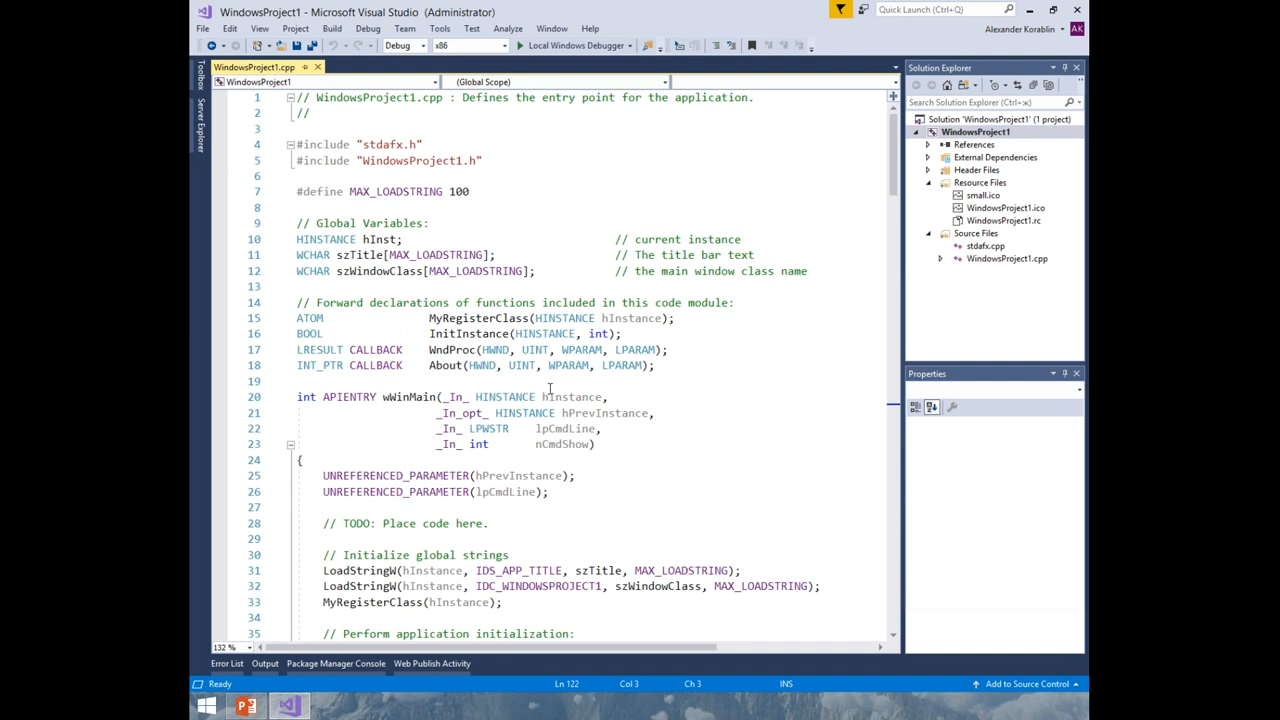 WindowsProject1 - Microsoft Visual Studio (Administrator)
Quick Launch (Ctrl+Q)
File Edit View Project Build Debug Team Tools Test Analyze Window Help
Alexander Korablin AK
Debug x86 Local Windows Debugger
Toolbox
Server Explorer
WindowsProject1.cpp
WindowsProject1 (Global Scope)
1 // WindowsProject1.cpp : Defines the entry point for the application.
2 //
3
4 #include "stdafx.h"
5 #include "WindowsProject1.h"
6
7 #define MAX_LOADSTRING 100
8
9 // Global Variables:
10 HINSTANCE hInst; // current instance
11 WCHAR szTitle[MAX_LOADSTRING]; // The title bar text
12 WCHAR szWindowClass[MAX_LOADSTRING]; // the main window class name
13
14 // Forward declarations of functions included in this code module:
15 ATOM MyRegisterClass(HINSTANCE hInstance);
16 BOOL InitInstance(HINSTANCE, int);
17 LRESULT CALLBACK WndProc(HWND, UINT, WPARAM, LPARAM);
18 INT_PTR CALLBACK About(HWND, UINT, WPARAM, LPARAM);
19
20 int APIENTRY wWinMain(_In_ HINSTANCE hInstance,
21 _In_opt_ HINSTANCE hPrevInstance,
22 _In_ LPWSTR lpCmdLine,
23 _In_ int nCmdShow)
24 {
25 UNREFERENCED_PARAMETER(hPrevInstance);
26 UNREFERENCED_PARAMETER(lpCmdLine);
27
28 // TODO: Place code here.
29
30 // Initialize global strings
31 LoadStringW(hInstance, IDS_APP_TITLE, szTitle, MAX_LOADSTRING);
32 LoadStringW(hInstance, IDC_WINDOWSPROJECT1, szWindowClass, MAX_LOADSTRING);
33 MyRegisterClass(hInstance);
34
35 // Perform application initialization:
132 %
Solution Explorer
Search Solution Explorer (Ctrl+ж)
Solution 'WindowsProject1' (1 project)
WindowsProject1
References
External Dependencies
Header Files
Resource Files
small.ico
WindowsProject1.ico
WindowsProject1.rc
Source Files
stdafx.cpp
WindowsProject1.cpp
Properties
Error List Output Package Manager Console Web Publish Activity
Ready Ln 122 Col 3 Ch 3 INS Add to Source Control